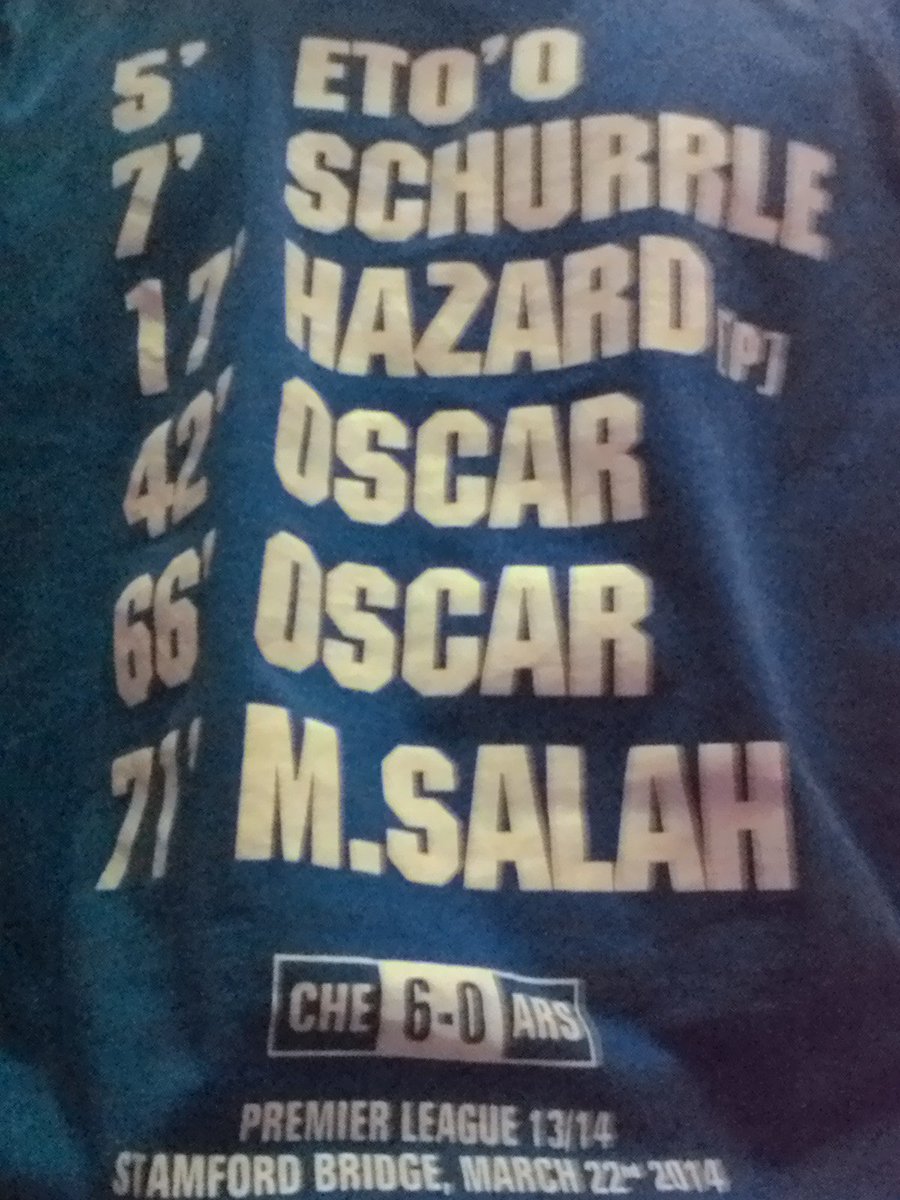 5’ ETO’O
7’ SCHURRLE
17’ HAZARD [P]
42’ OSCAR
66’ OSCAR
71’ M.SALAH
CHE 6-0 ARS
PREMIER LEAGUE 13/14
STAMFORD BRIDGE, MARCH 22ND 2014